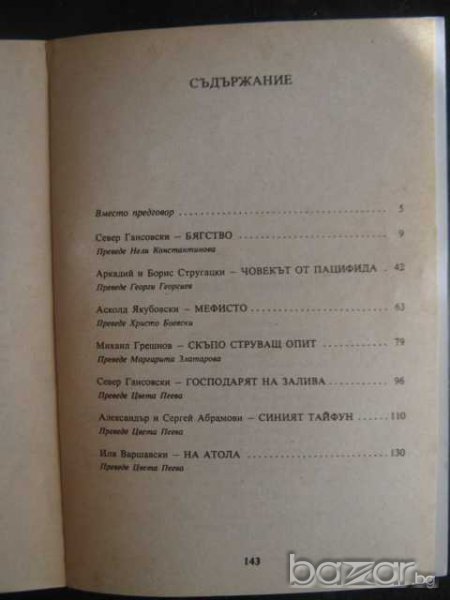 СЪДЪРЖАНИЕ
Вместо предговор 5
Север Гансовски — БЯГСТВО 9
Преведе Нели Константинова
Аркадий и Борис Стругацки — ЧОВЕКЪТ ОТ ПАЦИФИДА 42
Преведе Георги Георгиев
Асколд Якубовски — МЕФИСТО 63
Преведе Христо Боевски
Михаил Грешнов — СКЪПО СТРУВАЩ ОПИТ 79
Преведе Маргарита Златарова
Север Гансовски — ГОСПОДАРЯТ НА ЗАЛИВА 96
Преведе Цвета Пеева
Александър и Сергей Абрамови — СИНИЯТ ТАЙФУН 110
Преведе Цвета Пеева
Иля Варшавски — НА АТОЛА 130
Преведе Цвета Пеева
143
bazar.bg